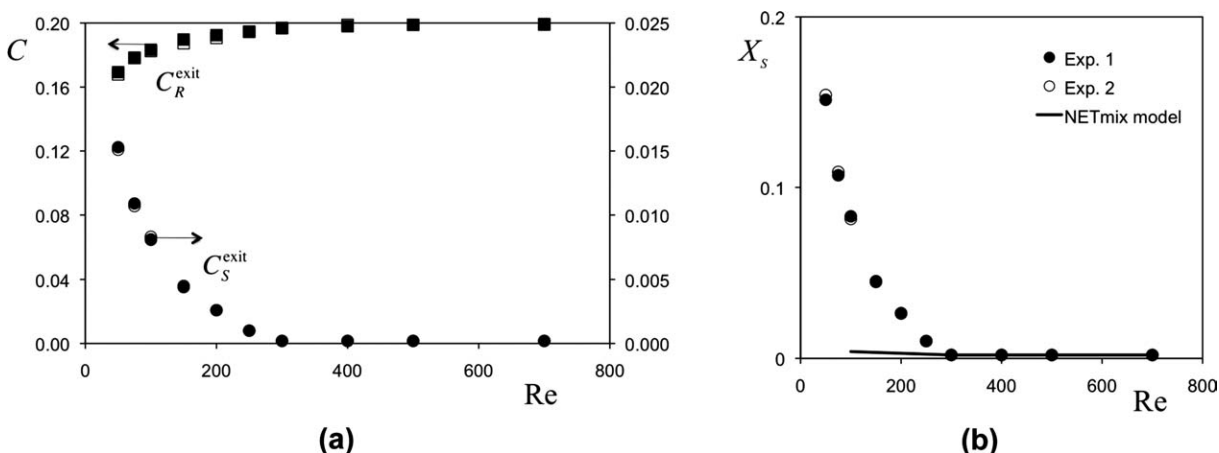 C
0.20
0.16
0.12
0.08
0.04
0.00
0.025
0.020
0.015
0.010
0.005
0.000
C_R^exit
C_S^exit
0 200 400 600 800
Re
(a)
X_s
0.2
0.1
0
Exp. 1
Exp. 2
NETmix model
0 200 400 600 800
Re
(b)